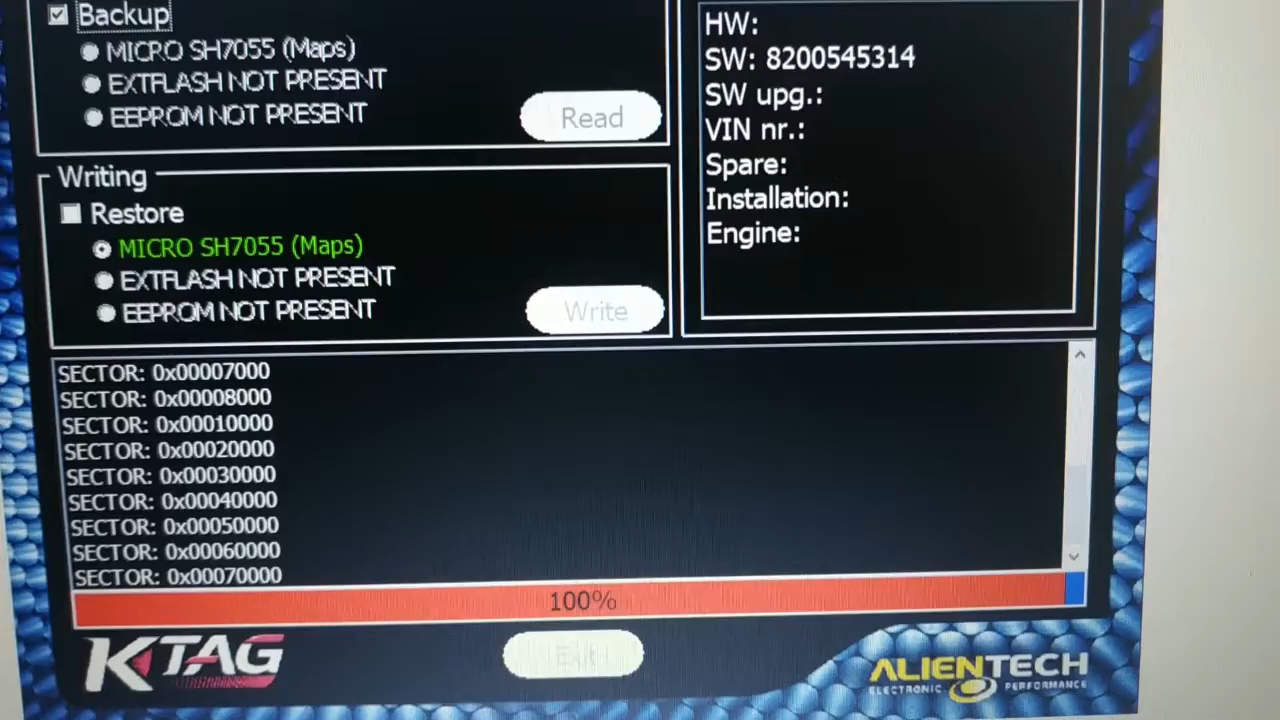 Backup
MICRO SH7055 (Maps)
EXTFLASH NOT PRESENT
EEPROM NOT PRESENT
Read
Writing
Restore
MICRO SH7055 (Maps)
EXTFLASH NOT PRESENT
EEPROM NOT PRESENT
Write
HW:
SW: 8200545314
SW upg.:
VIN nr.:
Spare:
Installation:
Engine:
SECTOR: 0x00007000
SECTOR: 0x00008000
SECTOR: 0x00010000
SECTOR: 0x00020000
SECTOR: 0x00030000
SECTOR: 0x00040000
SECTOR: 0x00050000
SECTOR: 0x00060000
SECTOR: 0x00070000
100%
KTAG
Exit
ALIENTECH
ELECTRONIC PERFORMANCE